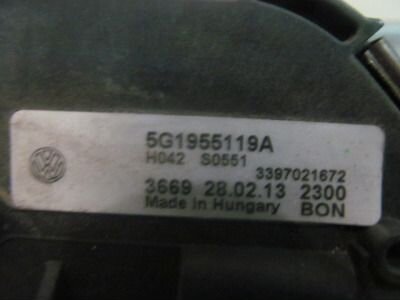 5G1955119A
H042 S0551
3397021672
3669 28.02.13 2300
Made in Hungary BON